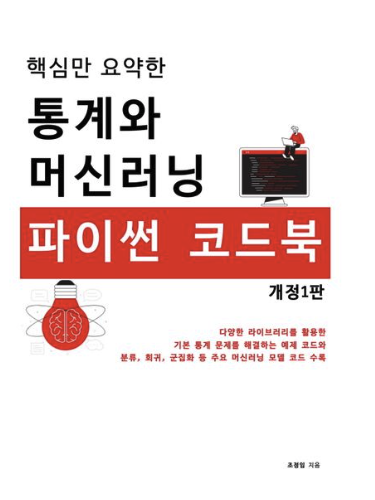 핵심만 요약한
통계와
머신러닝
파이썬 코드북
개정1판
다양한 라이브러리를 활용한
기본 통계 문제를 해결하는 예제 코드와
분류, 회귀, 군집화 등 주요 머신러닝 모델 코드 수록
조경임 지음